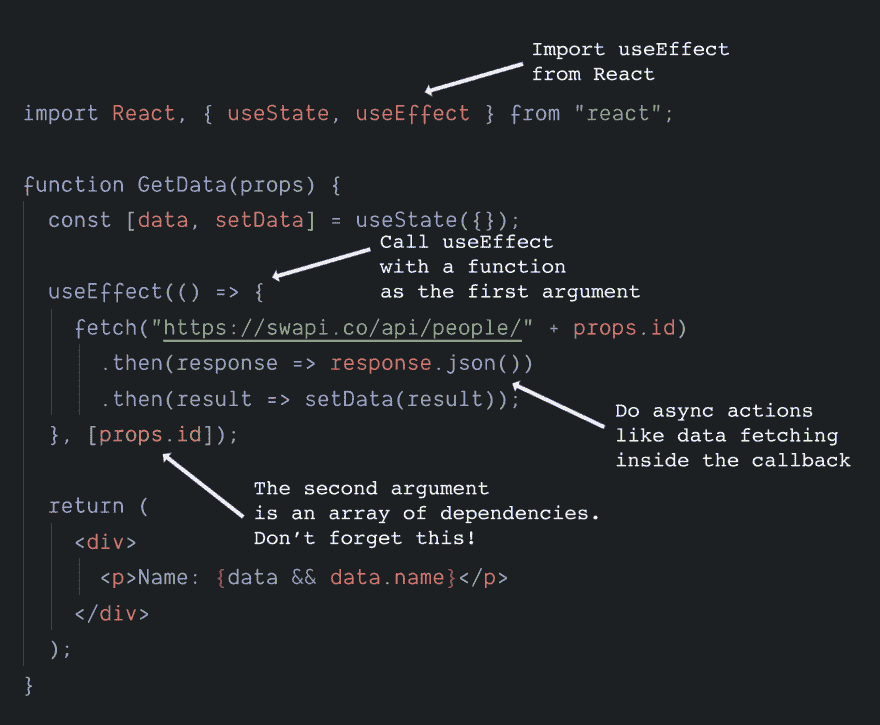 Import useEffect
from React
import React, { useState, useEffect } from "react";
function GetData(props) {
const [data, setData] = useState({});
Call useEffect
with a function
as the first argument
useEffect(() => {
fetch("https://swapi.co/api/people/" + props.id)
.then(response => response.json())
.then(result => setData(result));
Do async actions
like data fetching
inside the callback
}, [props.id]);
The second argument
is an array of dependencies.
Don't forget this!
return (
<div>
<p>Name: {data && data.name}</p>
</div>
);
}